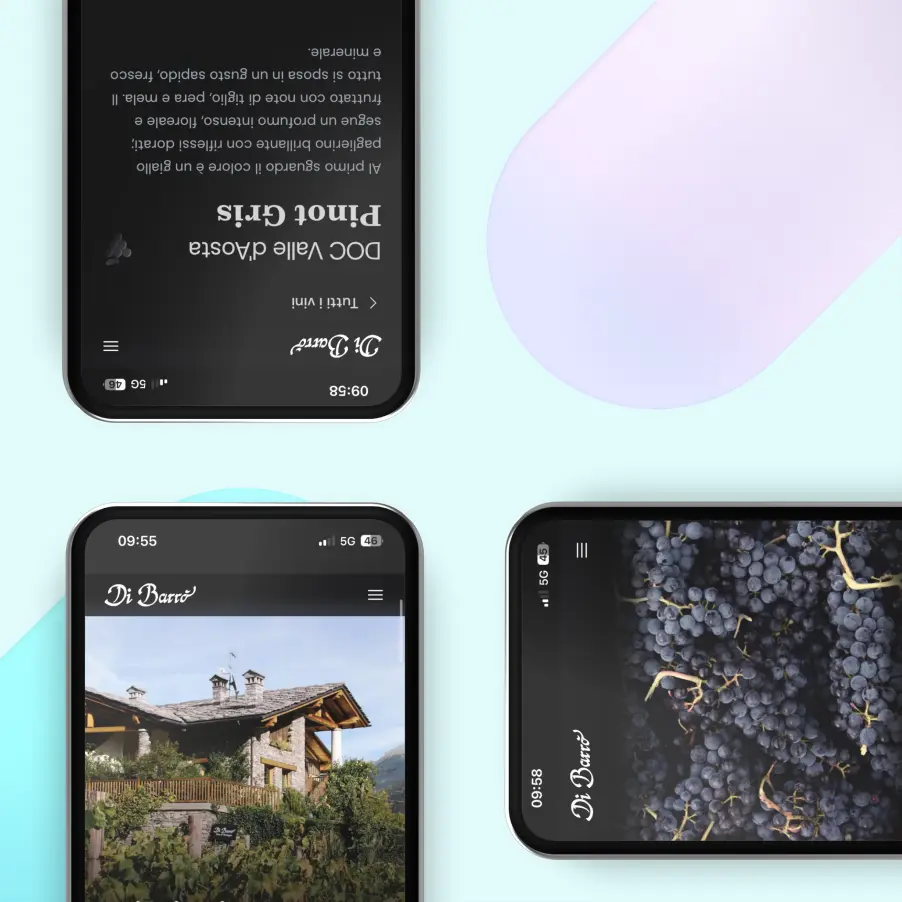 09:58
5G 46
Di Barrò
Tutti i vini
DOC Valle d'Aosta
Pinot Gris
Al primo sguardo il colore è un giallo
paglierino brillante con riflessi dorati;
segue un profumo intenso, floreale e
fruttato con note di tiglio, pera e mela. Il
tutto si sposa in un gusto sapido, fresco
e minerale.
09:55
5G 46
Di Barrò
Di Barrò
09:58
5G 45
Di Barrò